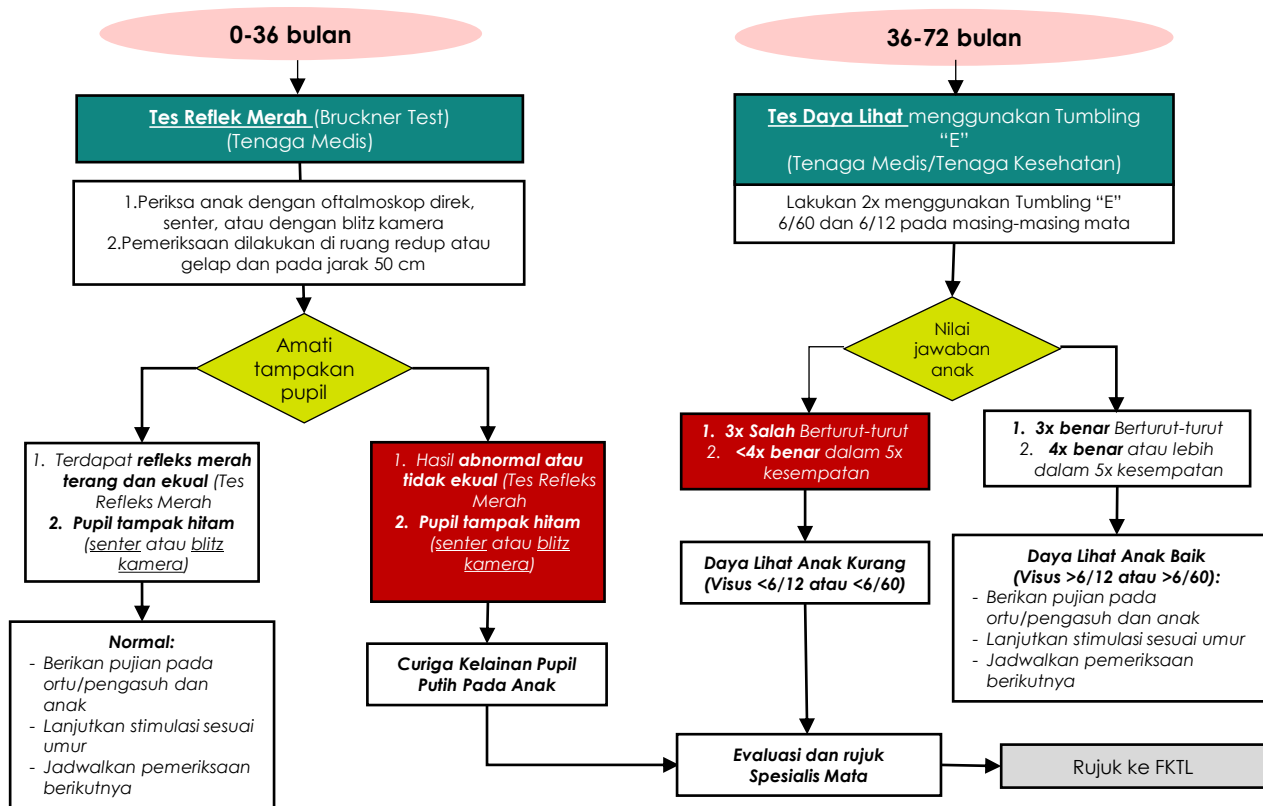 0-36 bulan
Tes Reflek Merah (Bruckner Test)
(Tenaga Medis)
1.Periksa anak dengan oftalmoskop direk,
senter, atau dengan blitz kamera
2.Pemeriksaan dilakukan di ruang redup atau
gelap dan pada jarak 50 cm
Amati
tampakan
pupil
1. Terdapat refleks merah
terang dan ekual (Tes
Refleks Merah
2. Pupil tampak hitam
(senter atau blitz
kamera)
1. Hasil abnormal atau
tidak ekual (Tes Refleks
Merah
2. Pupil tampak hitam
(senter atau blitz
kamera)
Normal:
- Berikan pujian pada
ortu/pengasuh dan
anak
- Lanjutkan stimulasi sesuai
umur
- Jadwalkan pemeriksaan
berikutnya
Curiga Kelainan Pupil
Putih Pada Anak
36-72 bulan
Tes Daya Lihat menggunakan Tumbling
“E”
(Tenaga Medis/Tenaga Kesehatan)
Lakukan 2x menggunakan Tumbling “E”
6/60 dan 6/12 pada masing-masing mata
Nilai
jawaban
anak
1. 3x Salah Berturut-turut
2. <4x benar dalam 5x
kesempatan
1. 3x benar Berturut-turut
2. 4x benar atau lebih
dalam 5x kesempatan
Daya Lihat Anak Kurang
(Visus <6/12 atau <6/60)
Daya Lihat Anak Baik
(Visus >6/12 atau >6/60):
- Berikan pujian pada
ortu/pengasuh dan anak
- Lanjutkan stimulasi sesuai umur
- Jadwalkan pemeriksaan
berikutnya
Evaluasi dan rujuk
Spesialis Mata
Rujuk ke FKTL